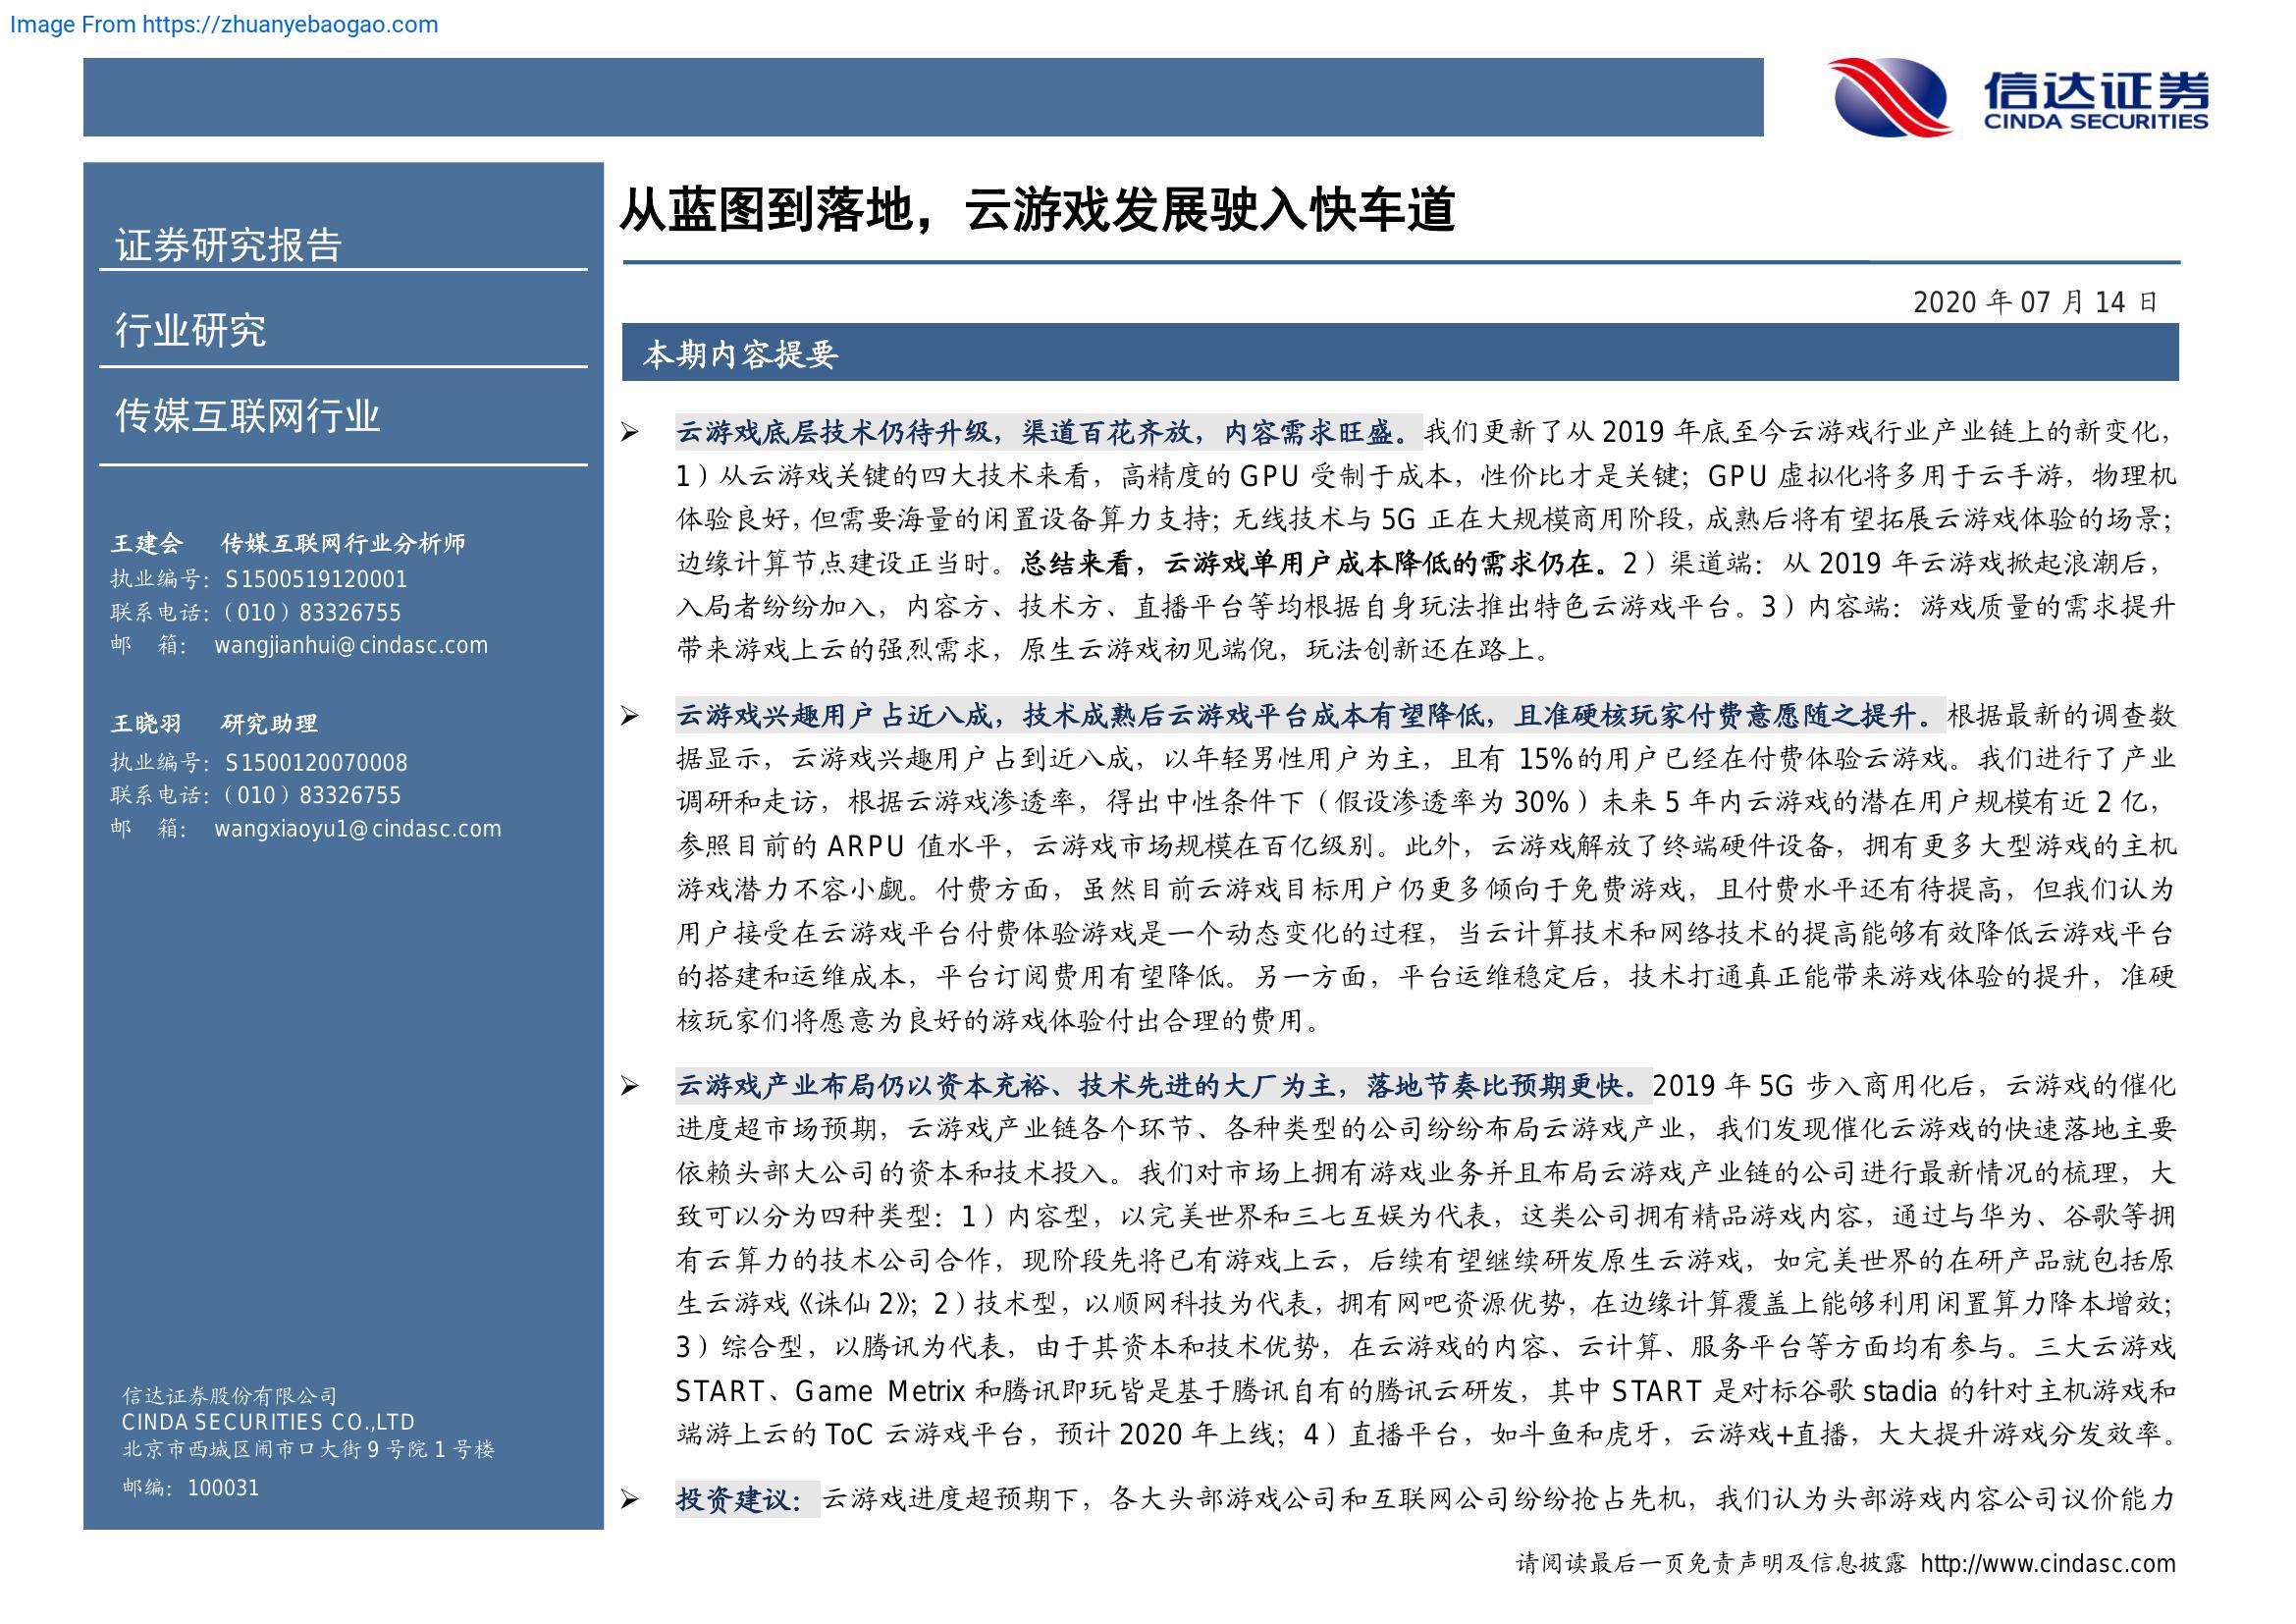 Image From https://zhuanyebaogao.com
信达证券
CINDA SECURITIES
证券研究报告
行业研究
传媒互联网行业
王建会 传媒互联网行业分析师
执业编号：S1500519120001
联系电话：（010）83326755
邮 箱： wangjianhui@cindasc.com
王晓羽 研究助理
执业编号：S1500120070008
联系电话：（010）83326755
邮 箱： wangxiaoyu1@cindasc.com
信达证券股份有限公司
CINDA SECURITIES CO.,LTD
北京市西城区闹市口大街9号院1号楼
邮编：100031
从蓝图到落地，云游戏发展驶入快车道
2020 年 07 月 14 日
本期内容提要
➢ 云游戏底层技术仍待升级，渠道百花齐放，内容需求旺盛。我们更新了从 2019 年底至今云游戏行业产业链上的新变化，
1）从云游戏关键的四大技术来看，高精度的 GPU 受制于成本，性价比才是关键；GPU 虚拟化将多用于云手游，物理机
体验良好，但需要海量的闲置设备算力支持；无线技术与 5G 正在大规模商用阶段，成熟后将有望拓展云游戏体验的场景；
边缘计算节点建设正当时。总结来看，云游戏单用户成本降低的需求仍在。2）渠道端：从 2019 年云游戏掀起浪潮后，
入局者纷纷加入，内容方、技术方、直播平台等均根据自身玩法推出特色云游戏平台。3）内容端：游戏质量的需求提升
带来游戏上云的强烈需求，原生云游戏初见端倪，玩法创新还在路上。
➢ 云游戏兴趣用户占近八成，技术成熟后云游戏平台成本有望降低，且准硬核玩家付费意愿随之提升。根据最新的调查数
据显示，云游戏兴趣用户占到近八成，以年轻男性用户为主，且有 15%的用户已经在付费体验云游戏。我们进行了产业
调研和走访，根据云游戏渗透率，得出中性条件下（假设渗透率为 30%）未来 5 年内云游戏的潜在用户规模有近 2 亿，
参照目前的 ARPU 值水平，云游戏市场规模在百亿级别。此外，云游戏解放了终端硬件设备，拥有更多大型游戏的主机
游戏潜力不容小觑。付费方面，虽然目前云游戏目标用户仍更多倾向于免费游戏，且付费水平还有待提高，但我们认为
用户接受在云游戏平台付费体验游戏是一个动态变化的过程，当云计算技术和网络技术的提高能够有效降低云游戏平台
的搭建和运维成本，平台订阅费用有望降低。另一方面，平台运维稳定后，技术打通真正能带来游戏体验的提升，准硬
核玩家们将愿意为良好的游戏体验付出合理的费用。
➢ 云游戏产业布局仍以资本充裕、技术先进的大厂为主，落地节奏比预期更快。2019 年 5G 步入商用化后，云游戏的催化
进度超市场预期，云游戏产业链各个环节、各种类型的公司纷纷布局云游戏产业，我们发现催化云游戏的快速落地主要
依赖头部大公司的资本和技术投入。我们对市场上拥有游戏业务并且布局云游戏产业链的公司进行最新情况的梳理，大
致可以分为四种类型：1）内容型，以完美世界和三七互娱为代表，这类公司拥有精品游戏内容，通过与华为、谷歌等拥
有云算力的技术公司合作，现阶段先将已有游戏上云，后续有望继续研发原生云游戏，如完美世界的在研产品就包括原
生云游戏《诛仙 2》；2）技术型，以顺网科技为代表，拥有网吧资源优势，在边缘计算覆盖上能够利用闲置算力降本增效；
3）综合型，以腾讯为代表，由于其资本和技术优势，在云游戏的内容、云计算、服务平台等方面均有参与。三大云游戏
START、Game Metrix 和腾讯即玩皆是基于腾讯自有的腾讯云研发，其中 START 是对标谷歌 stadia 的针对主机游戏和
端游上云的 ToC 云游戏平台，预计 2020 年上线；4）直播平台，如斗鱼和虎牙，云游戏+直播，大大提升游戏分发效率。
➢ 投资建议：云游戏进度超预期下，各大头部游戏公司和互联网公司纷纷抢占先机，我们认为头部游戏内容公司议价能力
请阅读最后一页免责声明及信息披露 http://www.cindasc.com